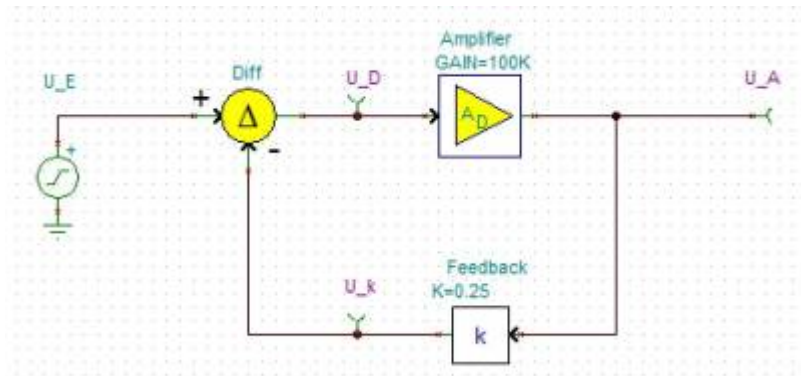 Amplifier
GAIN=100K
U_E
Diff
U_D
U_A
+
Δ
A_D
+
-
Feedback
K=0.25
U_k
k